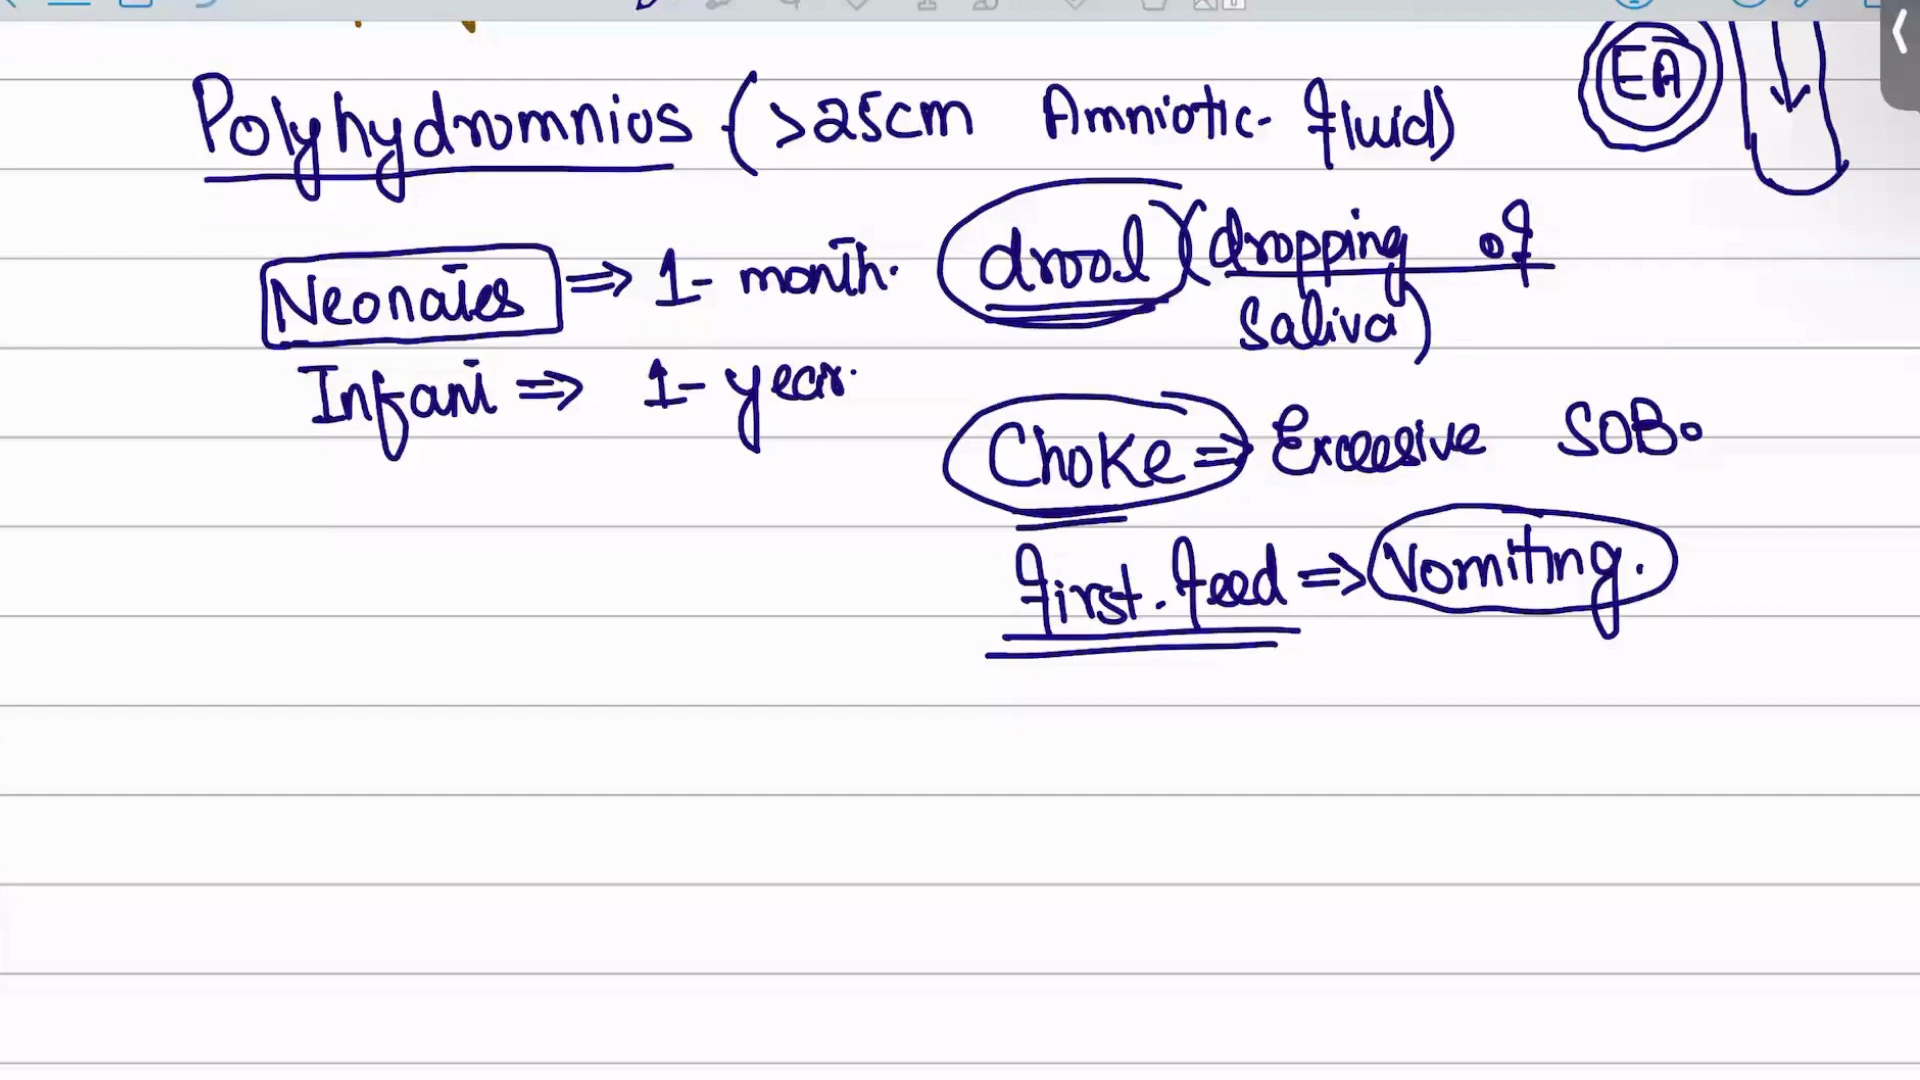 EA
Polyhydromnios (>25cm Amniotic fluid)
Neonates ⇒ 1- month.
Infant ⇒ 1- year.
drool (dropping of
saliva)
Choke ⇒ Excessive SOB.
first feed ⇒ Vomiting.